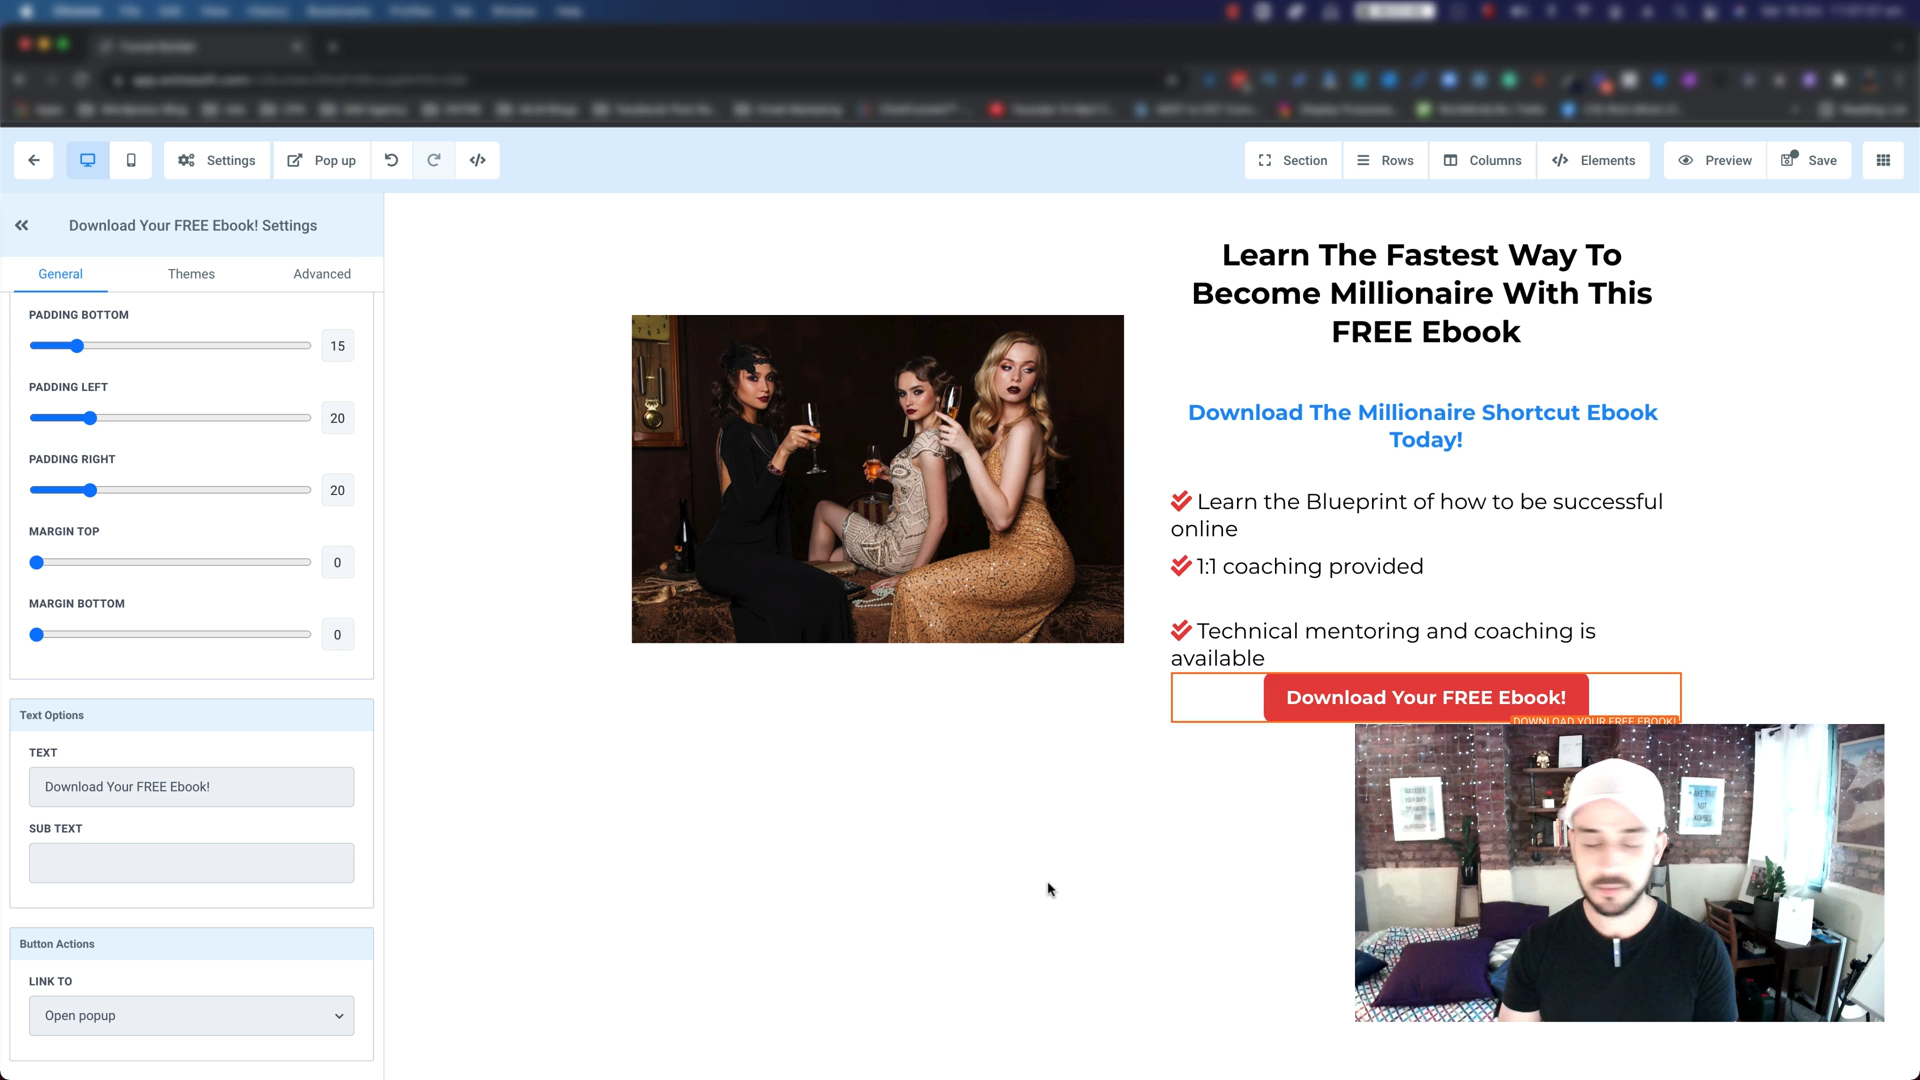 Settings
Pop up
Section
Rows
Columns
Elements
Preview
Save
Download Your FREE Ebook! Settings
General
Themes
Advanced
PADDING BOTTOM
15
PADDING LEFT
20
PADDING RIGHT
20
MARGIN TOP
0
MARGIN BOTTOM
0
Text Options
TEXT
Download Your FREE Ebook!
SUB TEXT
Button Actions
LINK TO
Open popup
Learn The Fastest Way To
Become Millionaire With This
FREE Ebook
Download The Millionaire Shortcut Ebook
Today!
Learn the Blueprint of how to be successful
online
1:1 coaching provided
Technical mentoring and coaching is
available
Download Your FREE Ebook!
DOWNLOAD YOUR FREE EBOOK!